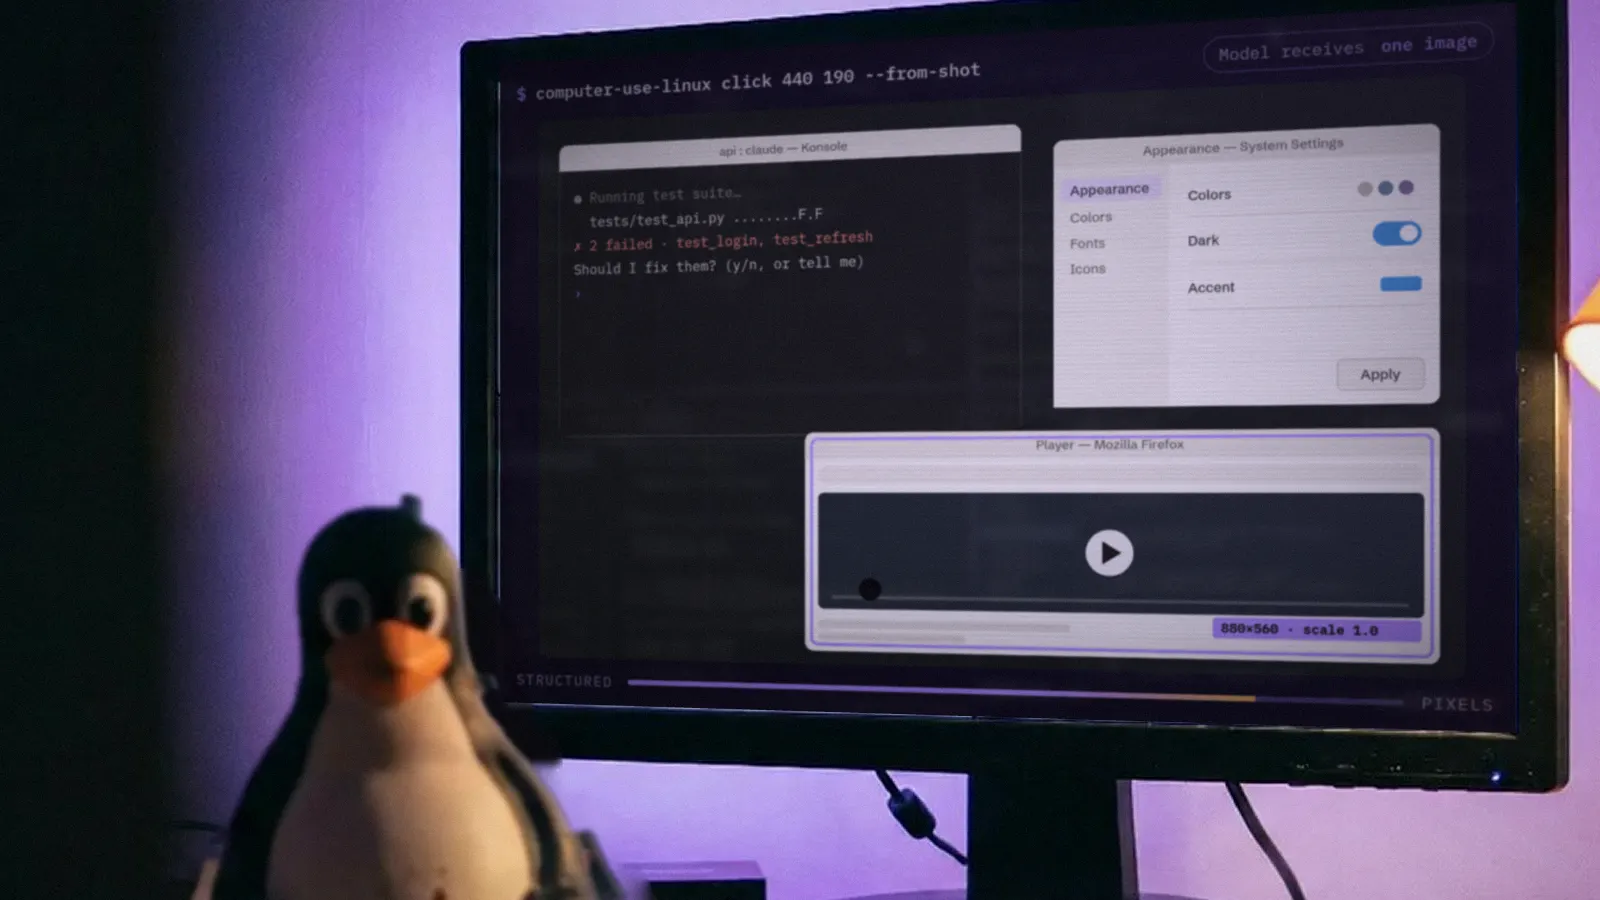 $ computer-use-linux click 440 190 --from-shot
Model receives one image
api : claude — Konsole
● Running test suite…
tests/test_api.py ........F.F
✗ 2 failed · test_login, test_refresh
Should I fix them? (y/n, or tell me)
›
Appearance — System Settings
Appearance
Colors
Fonts
Icons
Colors
Dark
Accent
Apply
Player — Mozilla Firefox
880×560 · scale 1.0
STRUCTURED
PIXELS